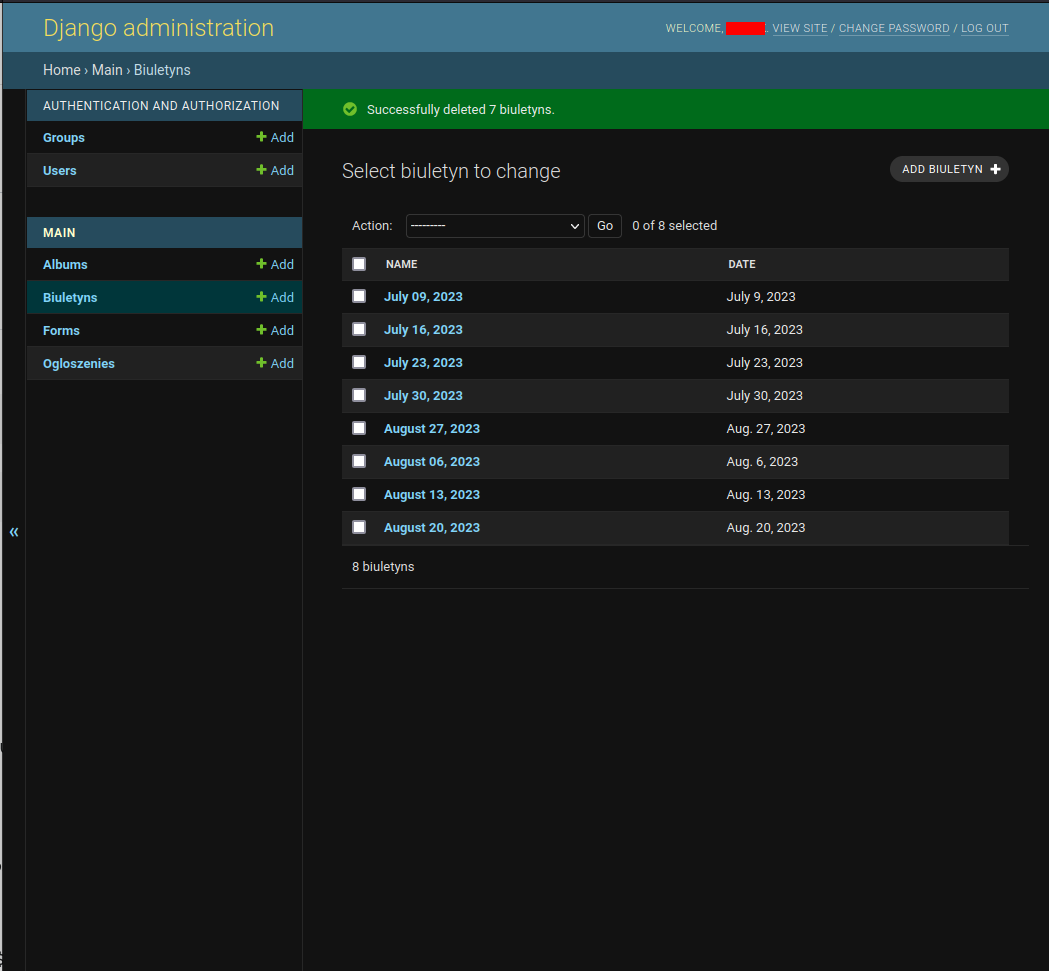 Django administration
WELCOME, . VIEW SITE / CHANGE PASSWORD / LOG OUT
Home › Main › Biuletyns
AUTHENTICATION AND AUTHORIZATION
Groups + Add
Users + Add
MAIN
Albums + Add
Biuletyns + Add
Forms + Add
Ogloszenies + Add
«
Successfully deleted 7 biuletyns.
Select biuletyn to change
ADD BIULETYN +
Action: --------- Go 0 of 8 selected
NAME DATE
July 09, 2023 July 9, 2023
July 16, 2023 July 16, 2023
July 23, 2023 July 23, 2023
July 30, 2023 July 30, 2023
August 27, 2023 Aug. 27, 2023
August 06, 2023 Aug. 6, 2023
August 13, 2023 Aug. 13, 2023
August 20, 2023 Aug. 20, 2023
8 biuletyns